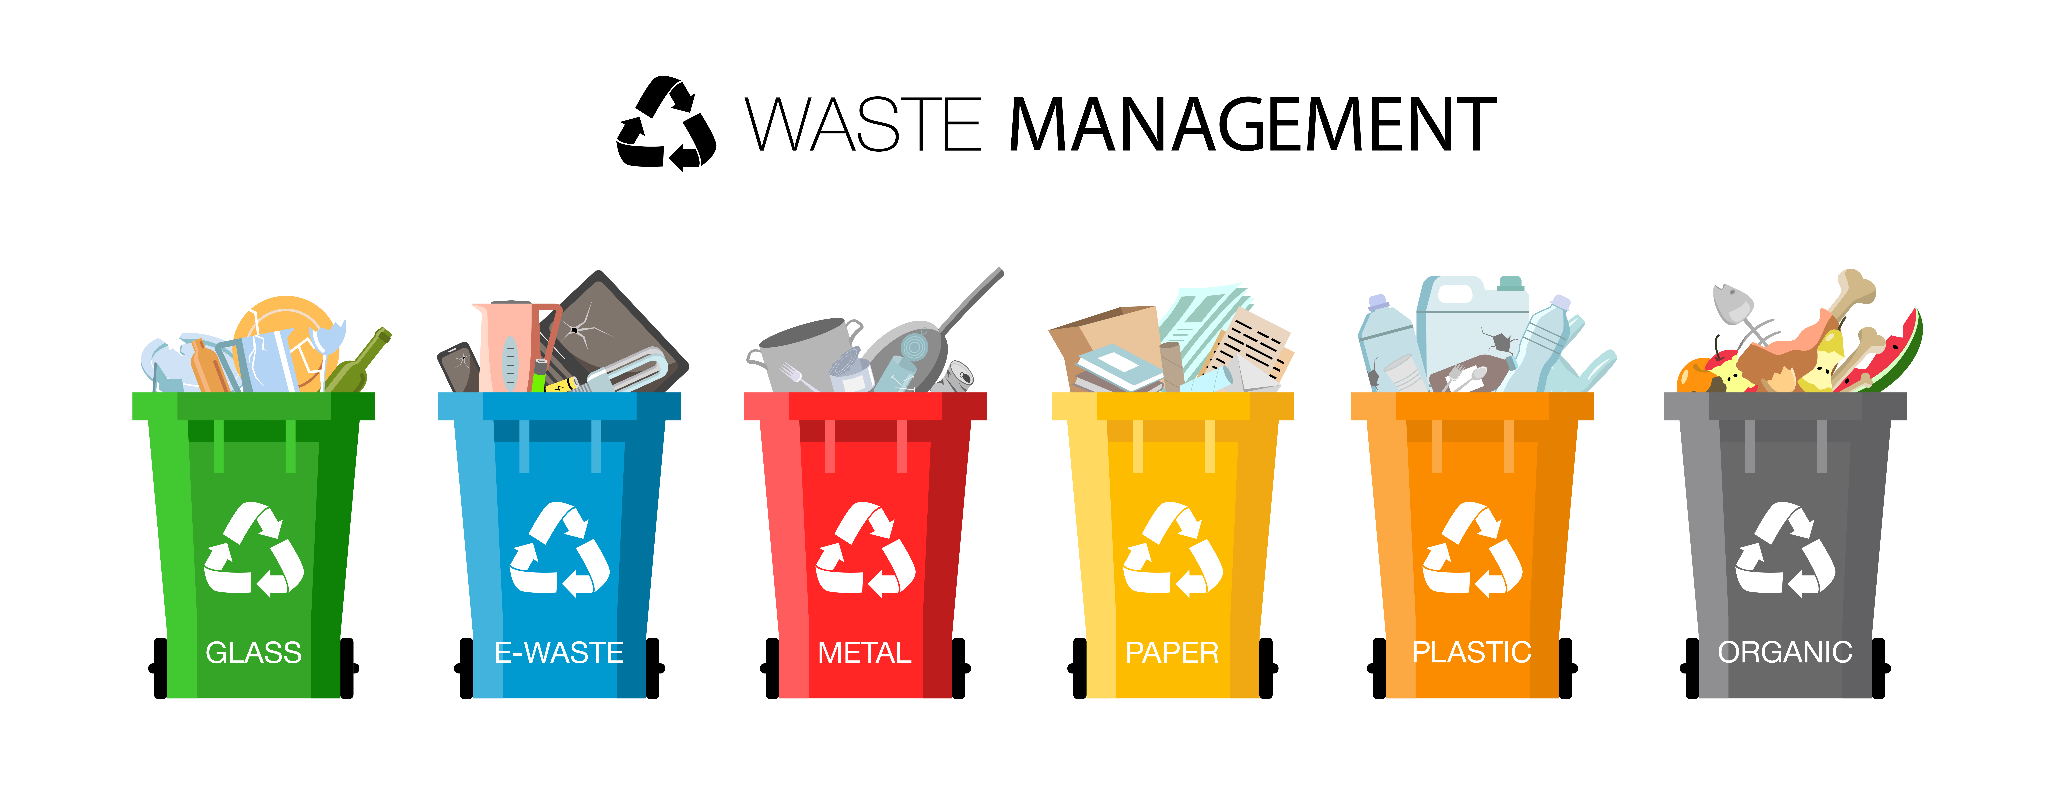 WASTE MANAGEMENT
GLASS
E-WASTE
METAL
PAPER
PLASTIC
ORGANIC